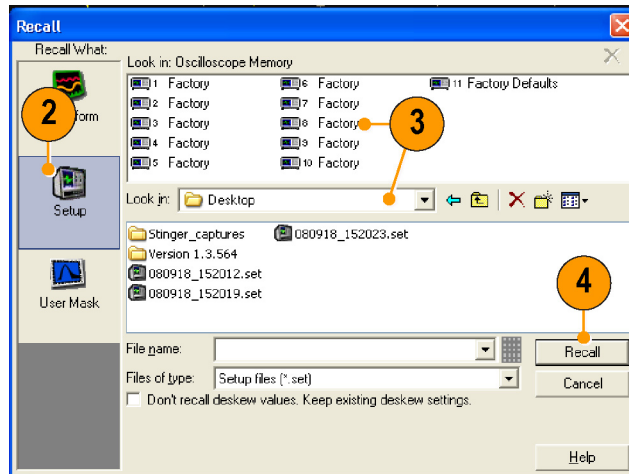 Recall
Recall What:
Look in: Oscilloscope Memory
1 Factory
2 Factory
3 Factory
4 Factory
5 Factory
6 Factory
7 Factory
8 Factory
9 Factory
10 Factory
11 Factory Defaults
2
form
3
Setup
User Mask
Look in:
Desktop
Stinger_captures
Version 1.3.564
080918_152012.set
080918_152019.set
080918_152023.set
4
File name:
Recall
Files of type:
Setup files (*.set)
Cancel
Don't recall deskew values. Keep existing deskew settings.
Help